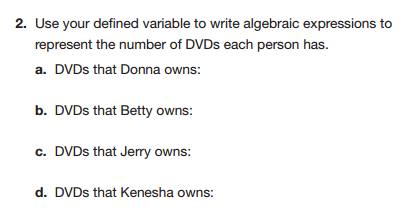 2. Use your defined variable to write algebraic expressions to
represent the number of DVDs each person has.
a. DVDs that Donna owns:
b. DVDs that Betty owns:
c. DVDs that Jerry owns:
d. DVDs that Kenesha owns: